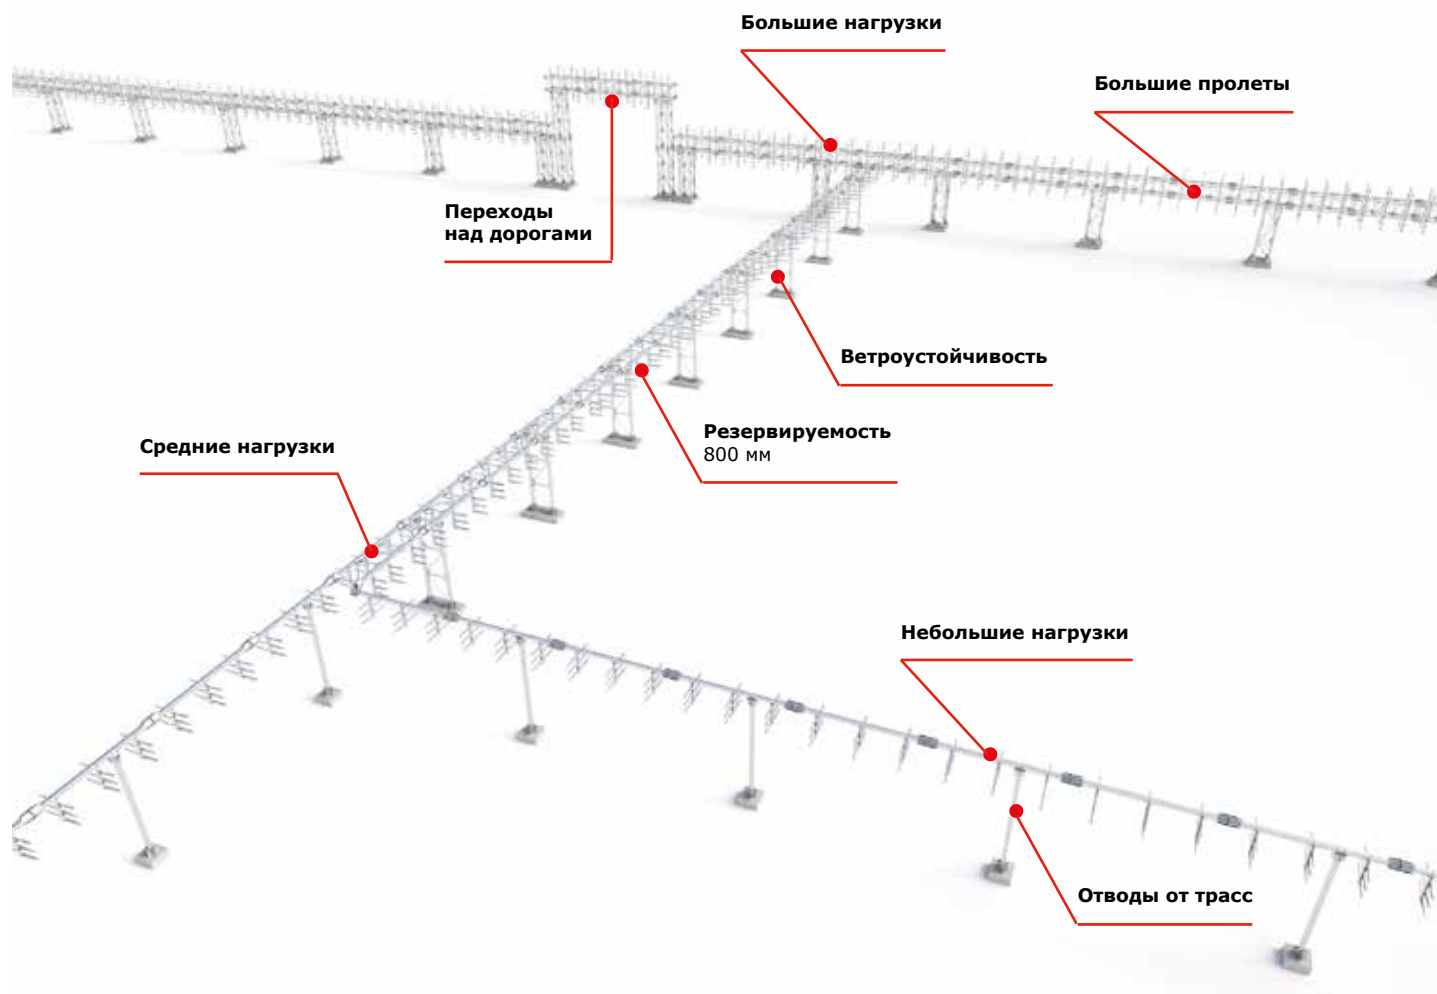 Большие нагрузки
Большие пролеты
Переходы
над дорогами
Ветроустойчивость
Резервируемость
800 мм
Средние нагрузки
Небольшие нагрузки
Отводы от трасс